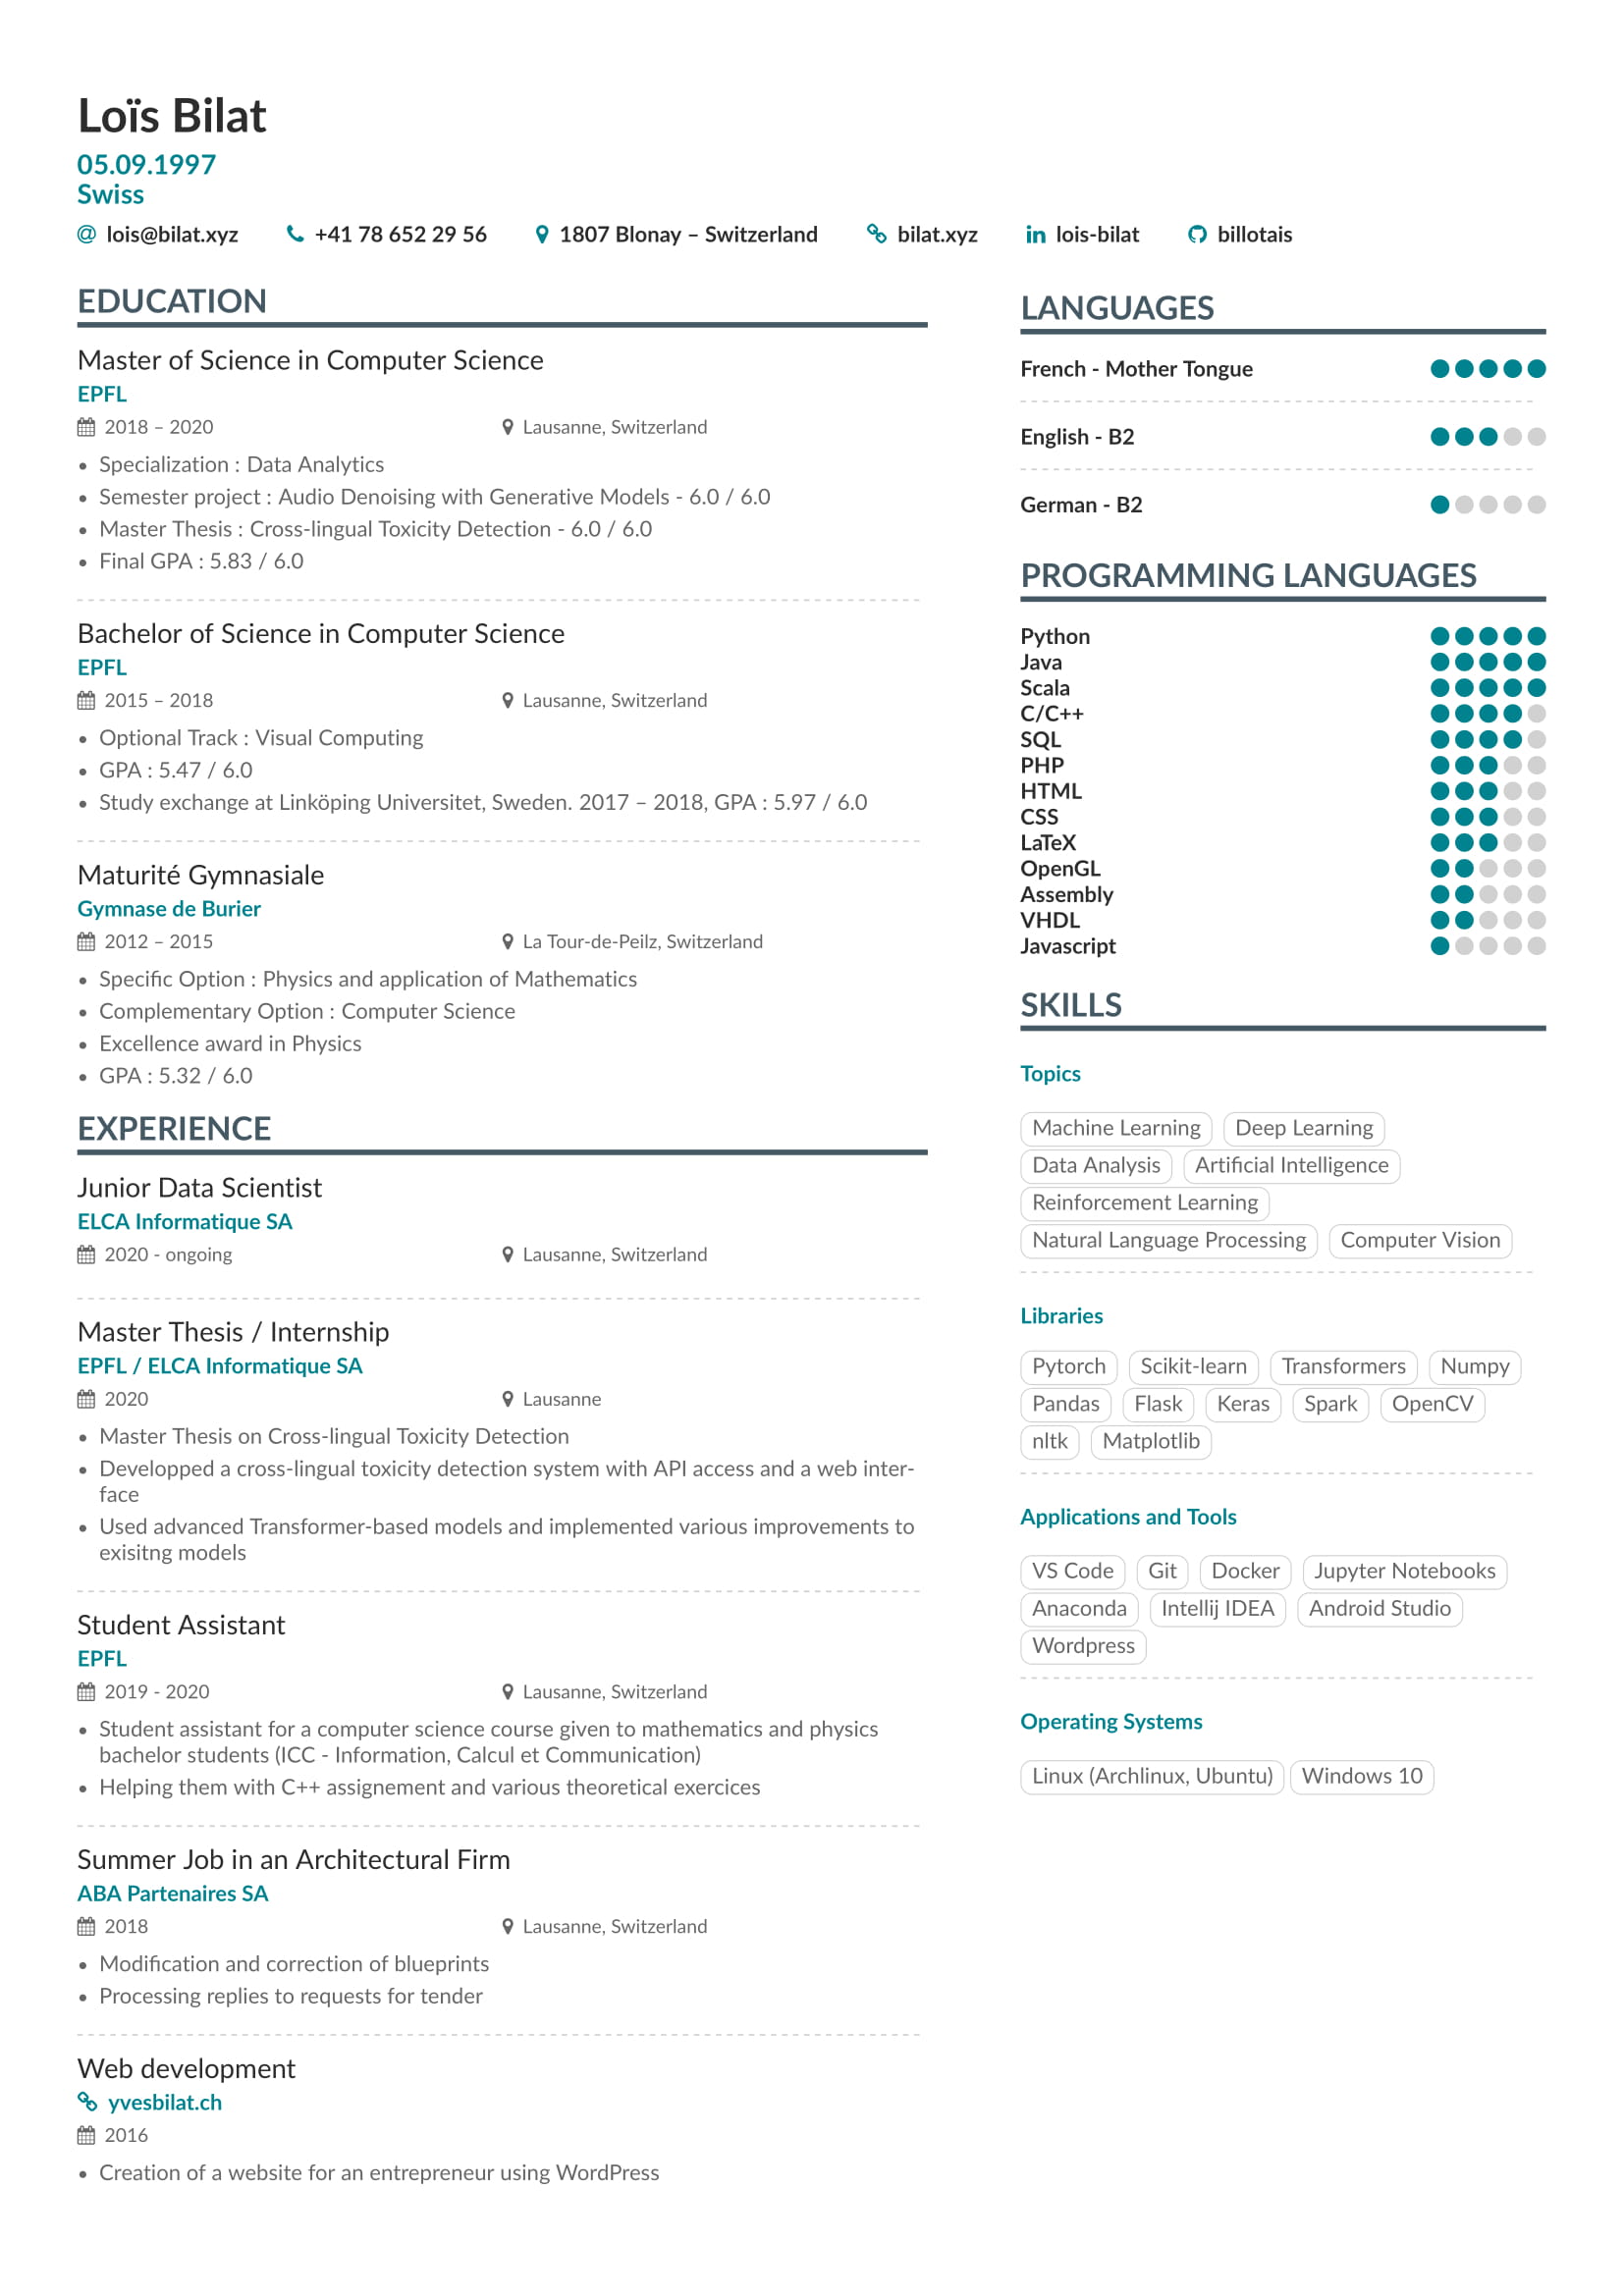 Loïs Bilat
05.09.1997
Swiss
lois@bilat.xyz +41 78 652 29 56 1807 Blonay – Switzerland bilat.xyz lois-bilat billotais
EDUCATION
Master of Science in Computer Science
EPFL
2018 – 2020 Lausanne, Switzerland
• Specialization : Data Analytics
• Semester project : Audio Denoising with Generative Models - 6.0 / 6.0
• Master Thesis : Cross-lingual Toxicity Detection - 6.0 / 6.0
• Final GPA : 5.83 / 6.0
Bachelor of Science in Computer Science
EPFL
2015 – 2018 Lausanne, Switzerland
• Optional Track : Visual Computing
• GPA : 5.47 / 6.0
• Study exchange at Linköping Universitet, Sweden. 2017 – 2018, GPA : 5.97 / 6.0
Maturité Gymnasiale
Gymnase de Burier
2012 – 2015 La Tour-de-Peilz, Switzerland
• Specific Option : Physics and application of Mathematics
• Complementary Option : Computer Science
• Excellence award in Physics
• GPA : 5.32 / 6.0
EXPERIENCE
Junior Data Scientist
ELCA Informatique SA
2020 - ongoing Lausanne, Switzerland
Master Thesis / Internship
EPFL / ELCA Informatique SA
2020 Lausanne
• Master Thesis on Cross-lingual Toxicity Detection
• Developped a cross-lingual toxicity detection system with API access and a web inter-
face
• Used advanced Transformer-based models and implemented various improvements to
exisitng models
Student Assistant
EPFL
2019 - 2020 Lausanne, Switzerland
• Student assistant for a computer science course given to mathematics and physics
bachelor students (ICC - Information, Calcul et Communication)
• Helping them with C++ assignement and various theoretical exercices
Summer Job in an Architectural Firm
ABA Partenaires SA
2018 Lausanne, Switzerland
• Modification and correction of blueprints
• Processing replies to requests for tender
Web development
yvesbilat.ch
2016
• Creation of a website for an entrepreneur using WordPress
LANGUAGES
French - Mother Tongue
English - B2
German - B2
PROGRAMMING LANGUAGES
Python
Java
Scala
C/C++
SQL
PHP
HTML
CSS
LaTeX
OpenGL
Assembly
VHDL
Javascript
SKILLS
Topics
Machine Learning Deep Learning
Data Analysis Artificial Intelligence
Reinforcement Learning
Natural Language Processing Computer Vision
Libraries
Pytorch Scikit-learn Transformers Numpy
Pandas Flask Keras Spark OpenCV
nltk Matplotlib
Applications and Tools
VS Code Git Docker Jupyter Notebooks
Anaconda Intellij IDEA Android Studio
Wordpress
Operating Systems
Linux (Archlinux, Ubuntu) Windows 10